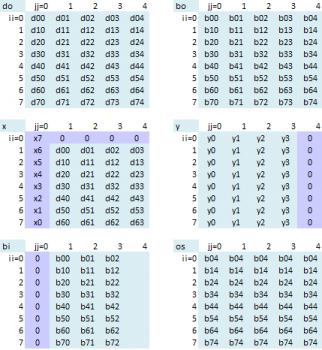 do jj=0 1 2 3 4
ii=0 d00 d01 d02 d03 d04
1 d10 d11 d12 d13 d14
2 d20 d21 d22 d23 d24
3 d30 d31 d32 d33 d34
4 d40 d41 d42 d43 d44
5 d50 d51 d52 d53 d54
6 d60 d61 d62 d63 d64
7 d70 d71 d72 d73 d74
bo jj=0 1 2 3 4
ii=0 b00 b01 b02 b03 b04
1 b10 b11 b12 b13 b14
2 b20 b21 b22 b23 b24
3 b30 b31 b32 b33 b34
4 b40 b41 b42 b43 b44
5 b50 b51 b52 b53 b54
6 b60 b61 b62 b63 b64
7 b70 b71 b72 b73 b74
x jj=0 1 2 3 4
ii=0 x7 0 0 0 0
1 x6 d00 d01 d02 d03
2 x5 d10 d11 d12 d13
3 x4 d20 d21 d22 d23
4 x3 d30 d31 d32 d33
5 x2 d40 d41 d42 d43
6 x1 d50 d51 d52 d53
7 x0 d60 d61 d62 d63
y jj=0 1 2 3 4
ii=0 y0 y1 y2 y3 0
1 y0 y1 y2 y3 0
2 y0 y1 y2 y3 0
3 y0 y1 y2 y3 0
4 y0 y1 y2 y3 0
5 y0 y1 y2 y3 0
6 y0 y1 y2 y3 0
7 y0 y1 y2 y3 0
bi jj=0 1 2 3 4
ii=0 0 b00 b01 b02
1 0 b10 b11 b12
2 0 b20 b21 b22
3 0 b30 b31 b32
4 0 b40 b41 b42
5 0 b50 b51 b52
6 0 b60 b61 b62
7 0 b70 b71 b72
os jj=0 1 2 3 4
ii=0 b04 b04 b04 b04 b04
1 b14 b14 b14 b14 b14
2 b24 b24 b24 b24 b24
3 b34 b34 b34 b34 b34
4 b44 b44 b44 b44 b44
5 b54 b54 b54 b54 b54
6 b64 b64 b64 b64 b64
7 b74 b74 b74 b74 b74